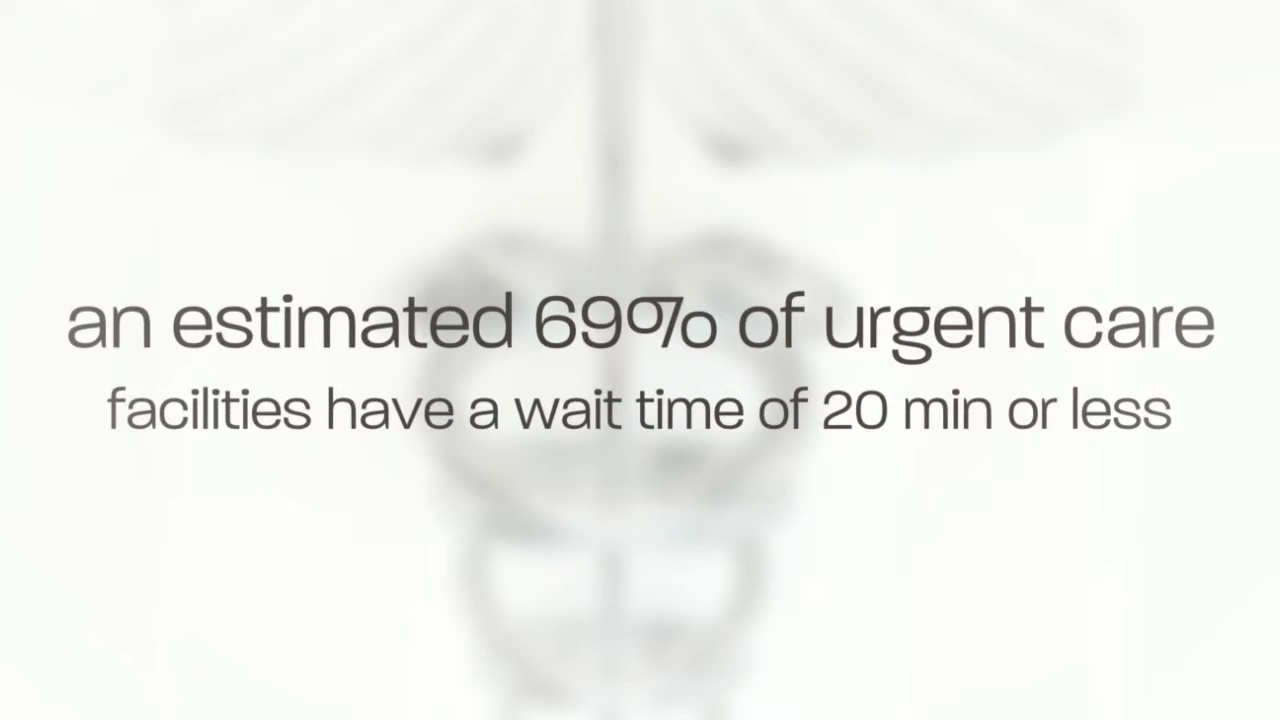 an estimated 69% of urgent care
facilities have a wait time of 20 min or less